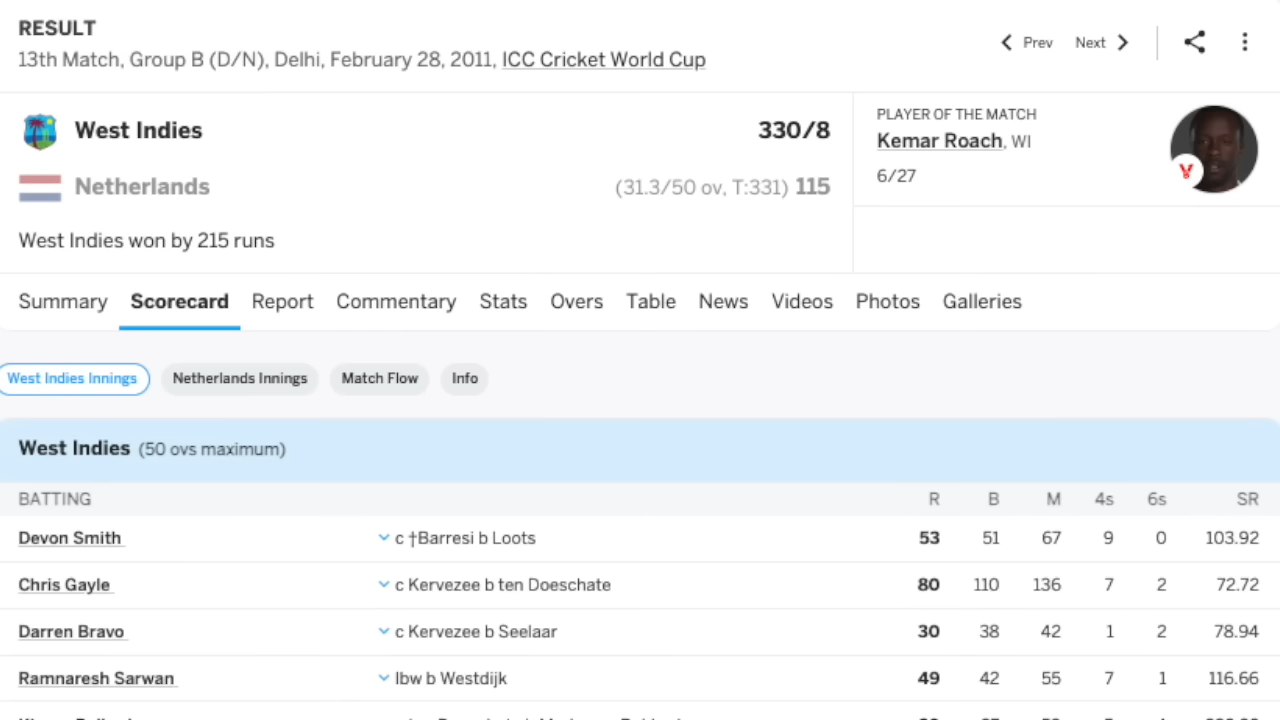 RESULT
13th Match, Group B (D/N), Delhi, February 28, 2011, ICC Cricket World Cup
Prev Next
West Indies 330/8
Netherlands (31.3/50 ov, T:331) 115
West Indies won by 215 runs
PLAYER OF THE MATCH
Kemar Roach, WI
6/27
Summary Scorecard Report Commentary Stats Overs Table News Videos Photos Galleries
West Indies Innings Netherlands Innings Match Flow Info
West Indies (50 ovs maximum)
BATTING R B M 4s 6s SR
Devon Smith c †Barresi b Loots 53 51 67 9 0 103.92
Chris Gayle c Kervezee b ten Doeschate 80 110 136 7 2 72.72
Darren Bravo c Kervezee b Seelaar 30 38 42 1 2 78.94
Ramnaresh Sarwan lbw b Westdijk 49 42 55 7 1 116.66